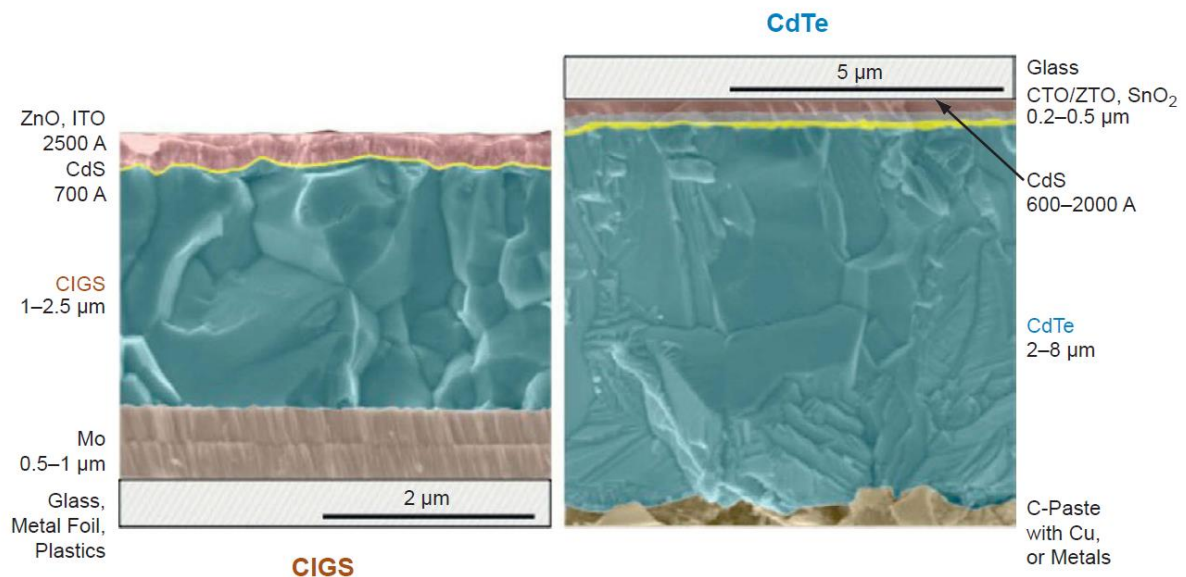 CdTe
ZnO, ITO
2500 A
CdS
700 A
CIGS
1–2.5 μm
Mo
0.5–1 μm
Glass,
Metal Foil,
Plastics
2 μm
CIGS
5 μm
Glass
CTO/ZTO, SnO₂
0.2–0.5 μm
CdS
600–2000 A
CdTe
2–8 μm
C-Paste
with Cu,
or Metals